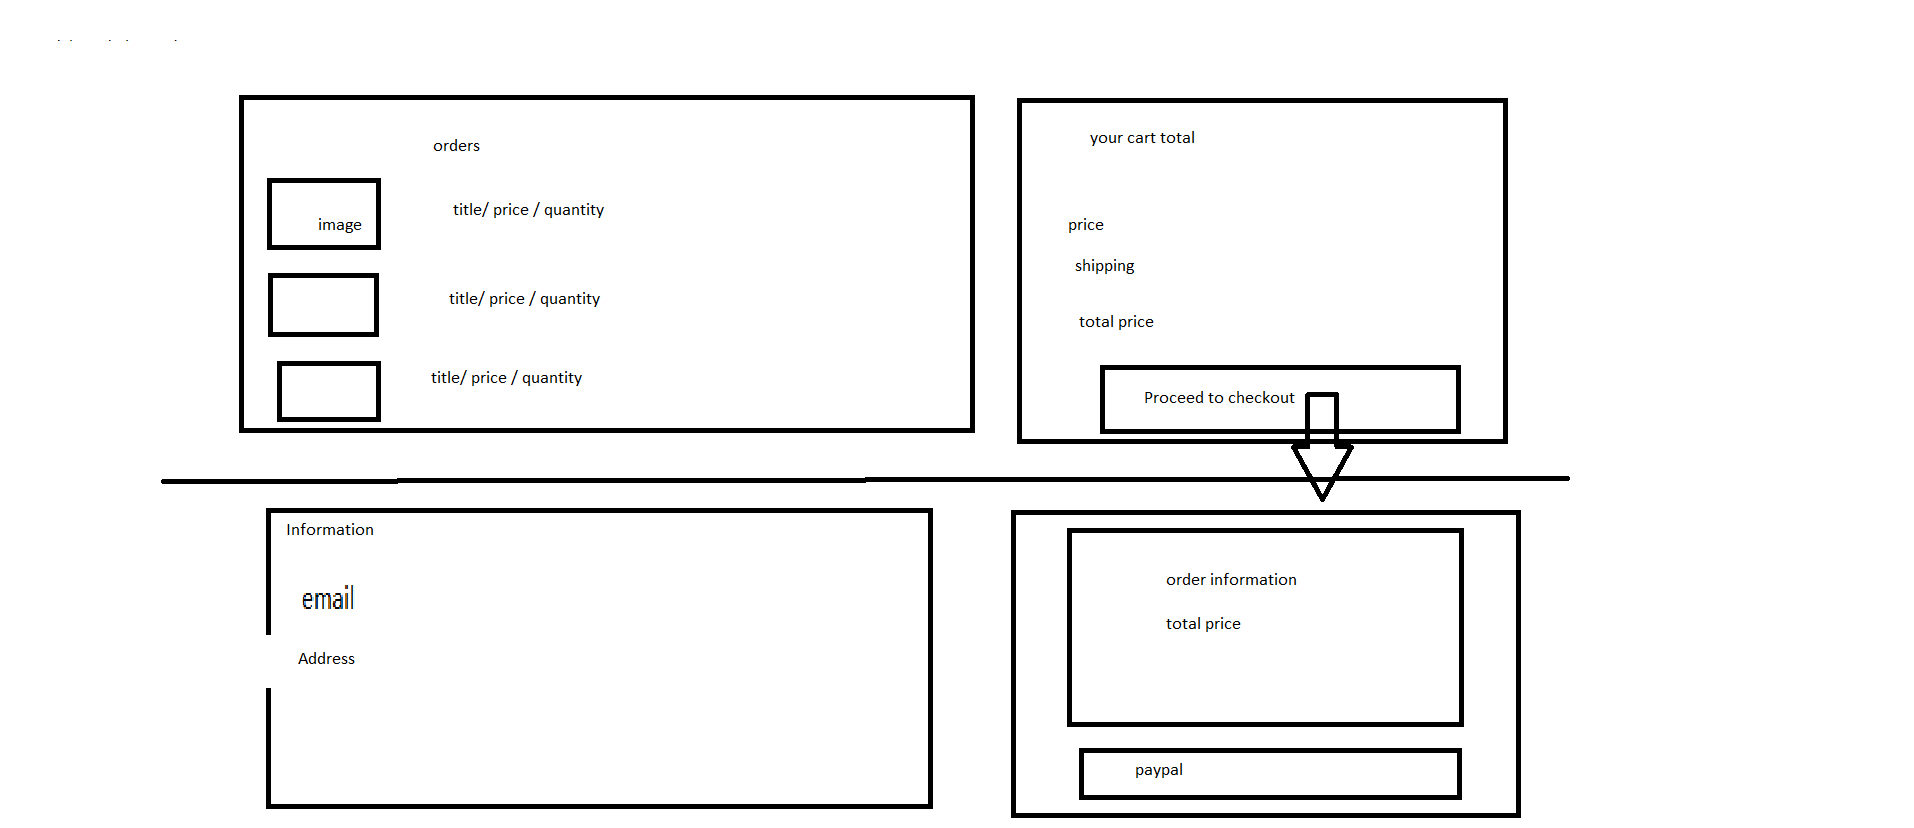 orders
image
title/ price / quantity
title/ price / quantity
title/ price / quantity
your cart total
price
shipping
total price
Proceed to checkout
Information
email
Address
order information
total price
paypal